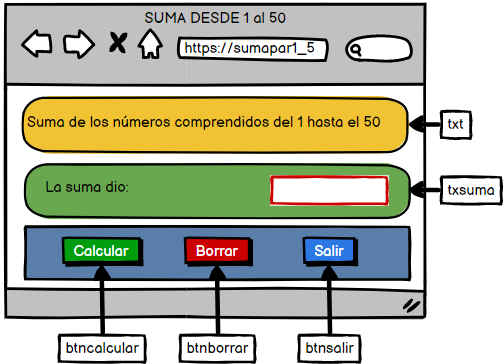 SUMA DESDE 1 al 50
https://sumapar1_5
Suma de los números comprendidos del 1 hasta el 50
txt
La suma dio:
txsuma
Calcular Borrar Salir
btncalcular btnborrar btnsalir